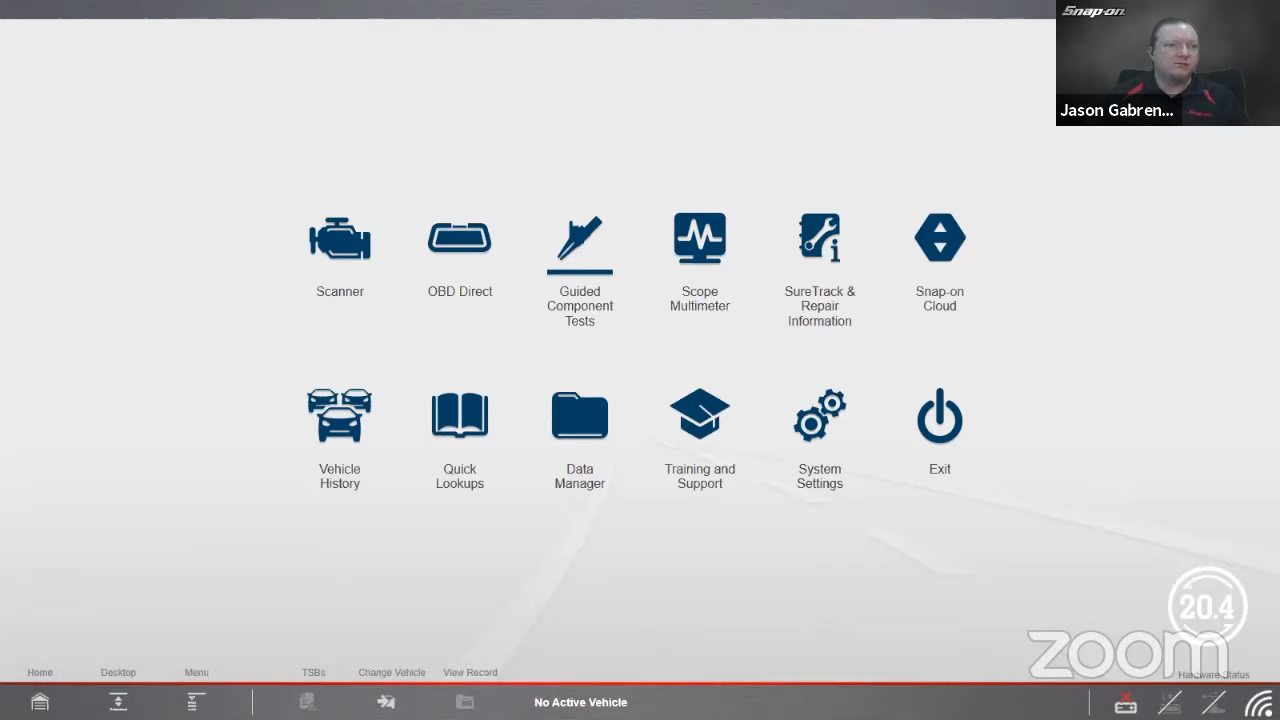 Snap-on
Jason Gabren...
Scanner
OBD Direct
Guided
Component
Tests
Scope
Multimeter
SureTrack &
Repair
Information
Snap-on
Cloud
Vehicle
History
Quick
Lookups
Data
Manager
Training and
Support
System
Settings
Exit
20.4
zoom
Home
Desktop
Menu
TSBs
Change Vehicle
View Record
Hardware Status
No Active Vehicle